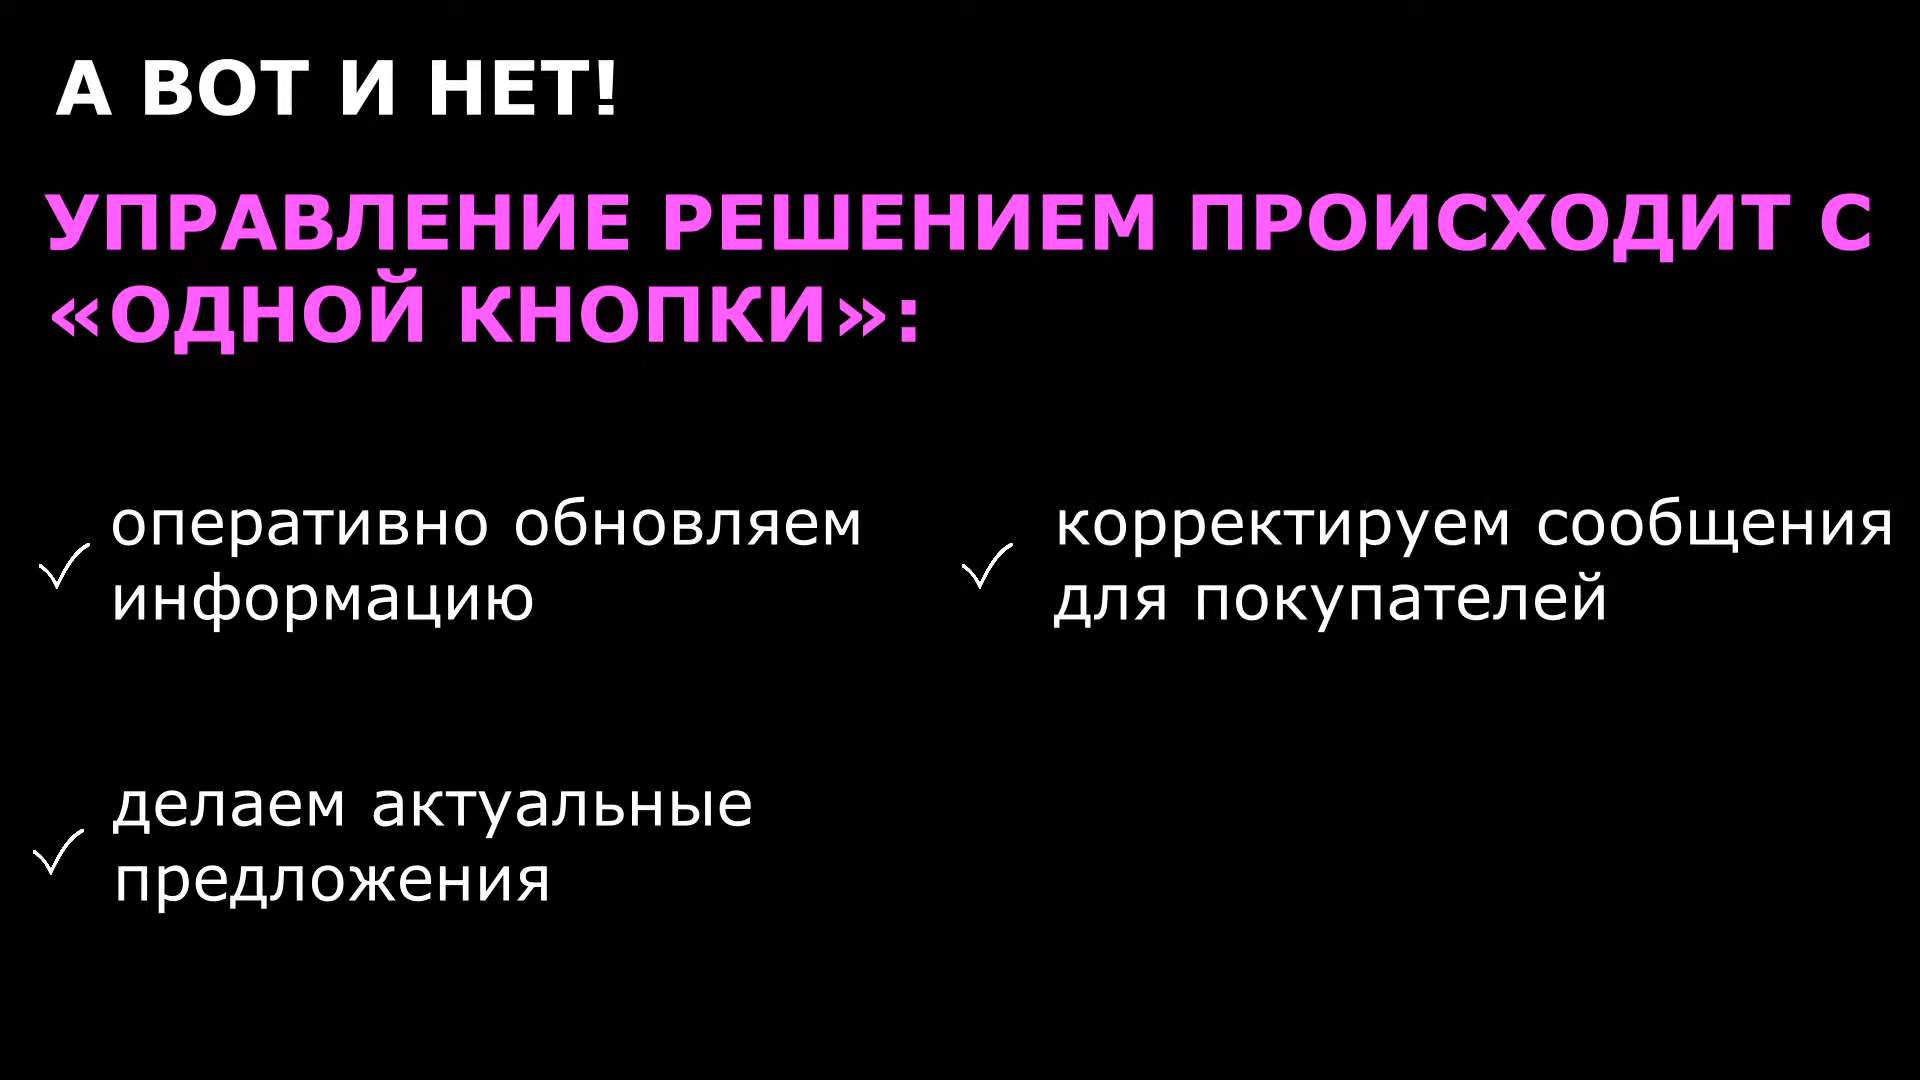 А ВОТ И НЕТ!
УПРАВЛЕНИЕ РЕШЕНИЕМ ПРОИСХОДИТ С
«ОДНОЙ КНОПКИ»:
оперативно обновляем
информацию
корректируем сообщения
для покупателей
делаем актуальные
предложения